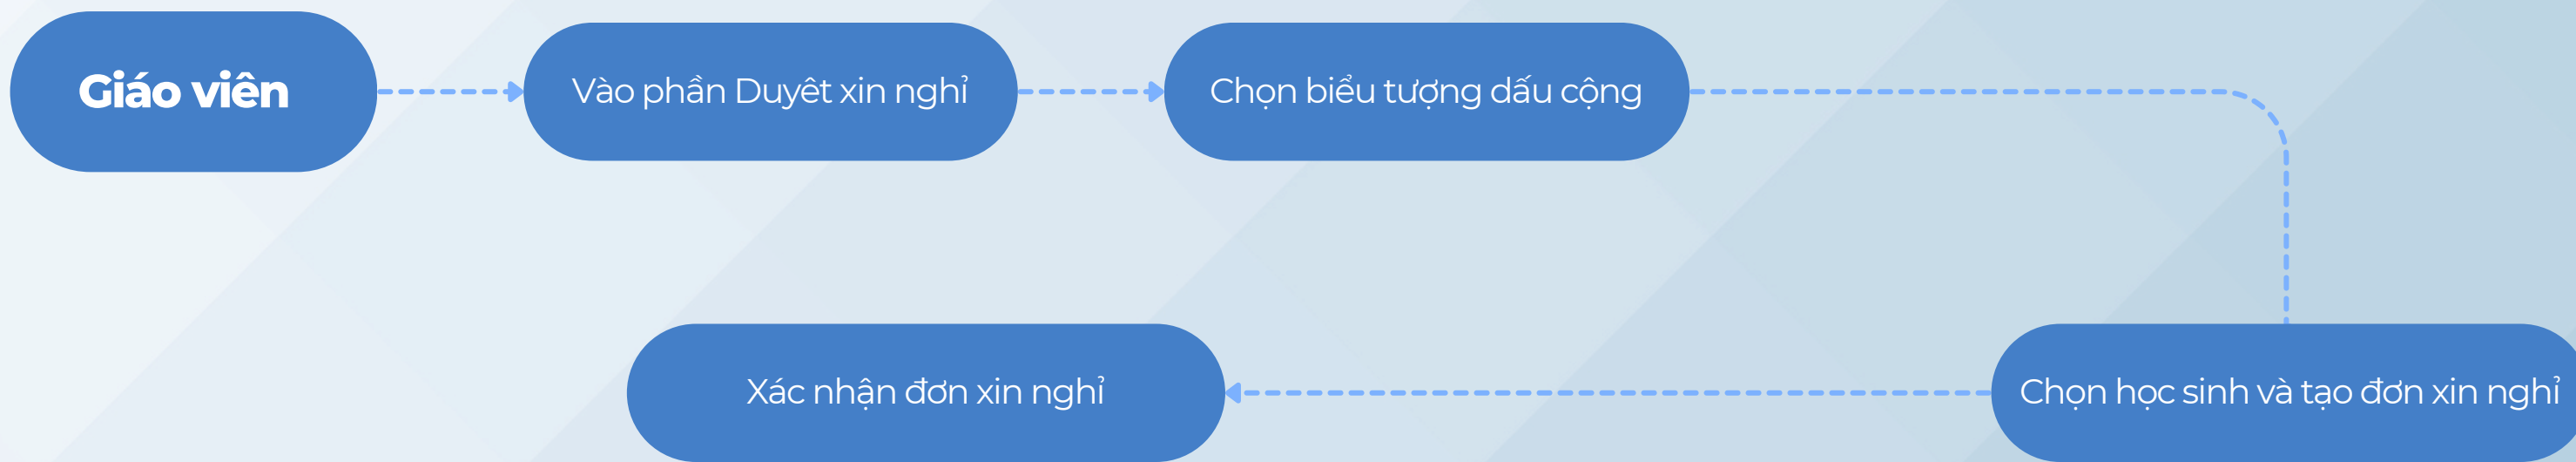 Giáo viên
Vào phần Duyêt xin nghỉ
Chọn biểu tượng dấu cộng
Chọn học sinh và tạo đơn xin nghỉ
Xác nhận đơn xin nghỉ